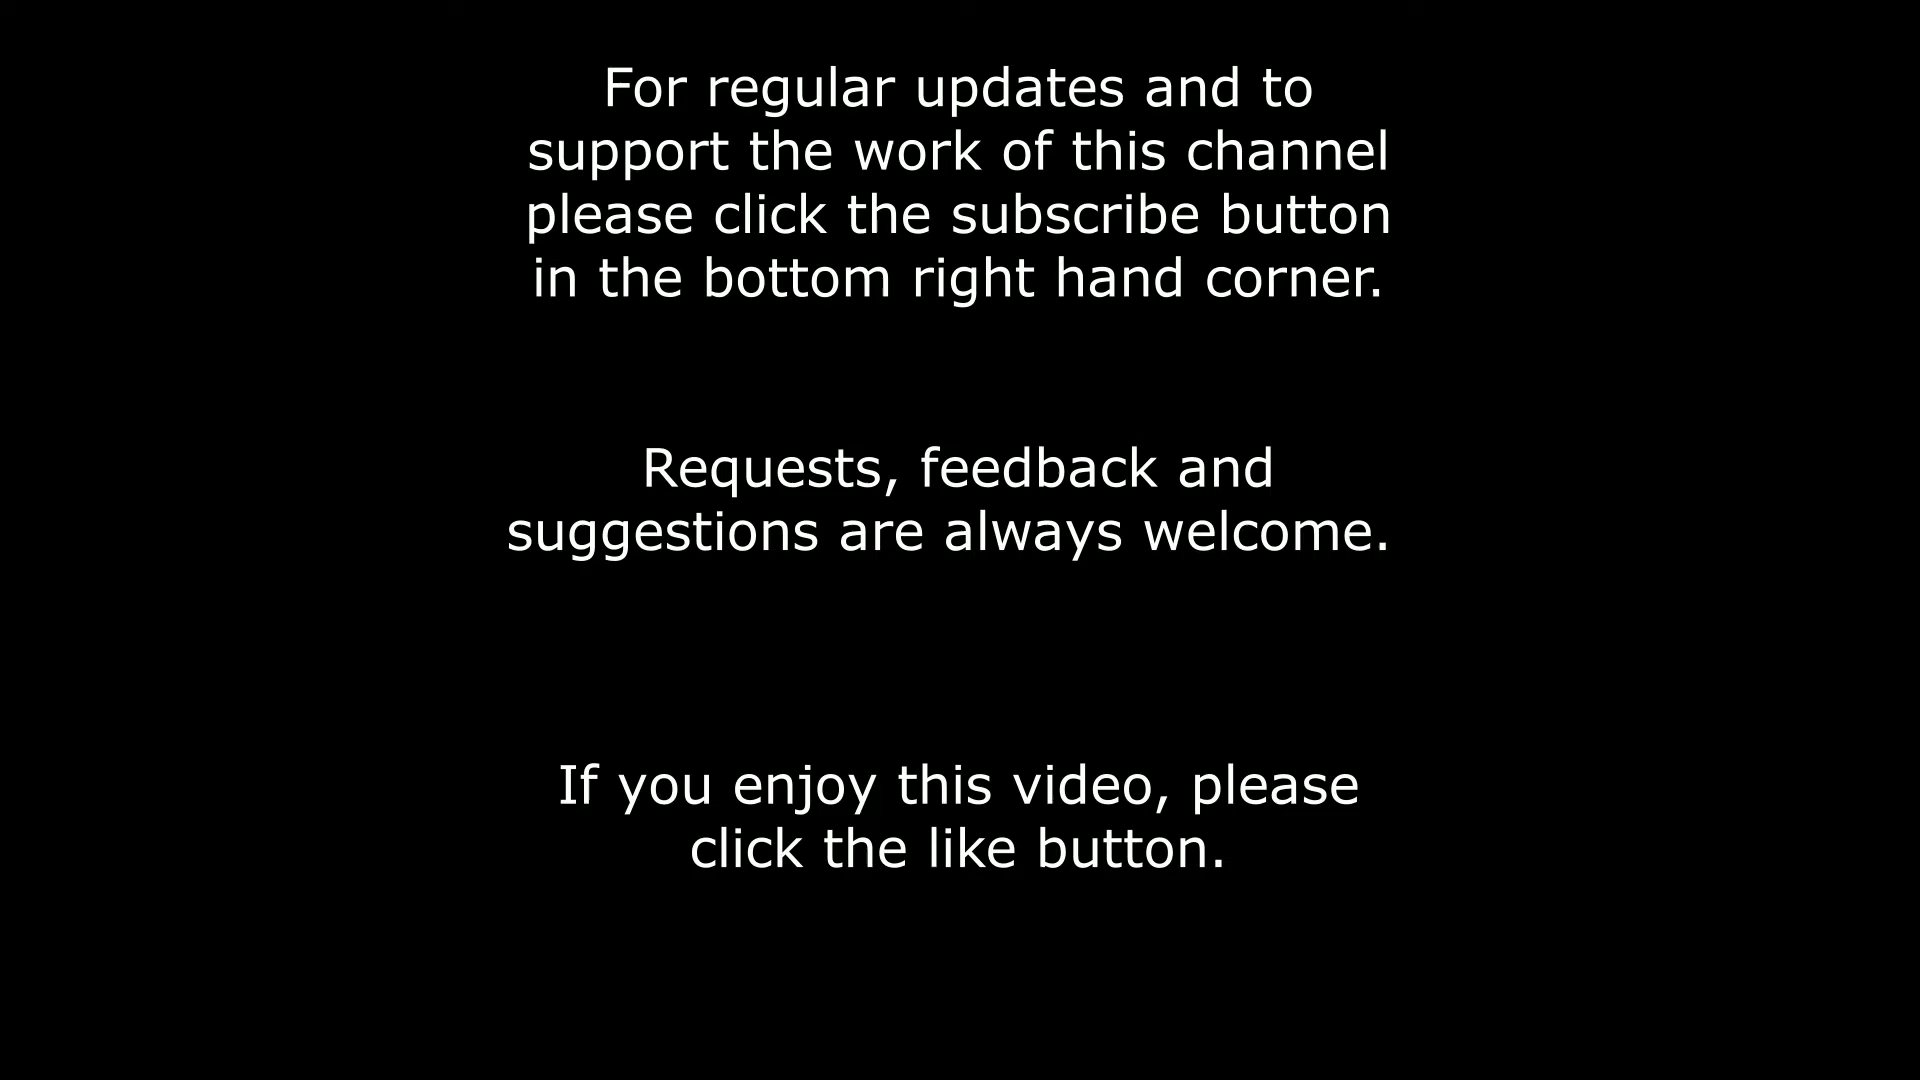 For regular updates and to
support the work of this channel
please click the subscribe button
in the bottom right hand corner.
Requests, feedback and
suggestions are always welcome.
If you enjoy this video, please
click the like button.